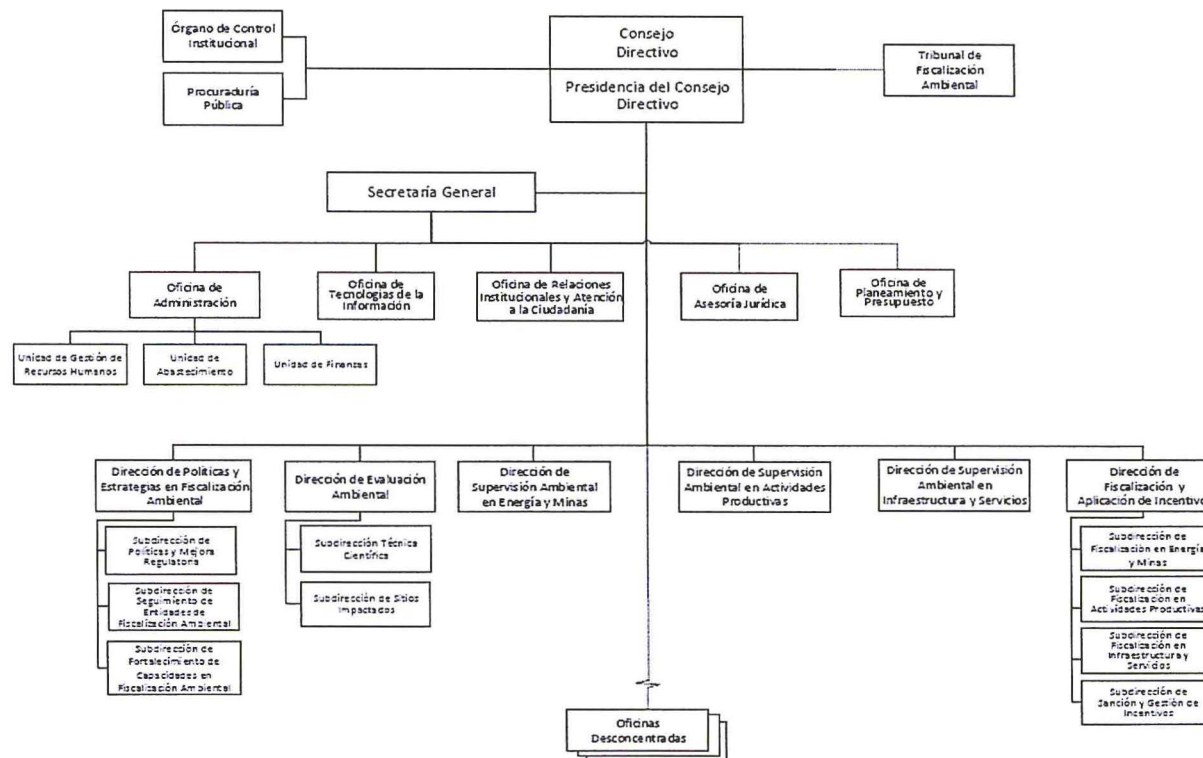 Órgano de Control
Institucional
Procuraduría
Pública
Consejo
Directivo
Presidencia del Consejo
Directivo
Tribunal de
Fiscalización
Ambiental
Secretaría General
Oficina de
Administración
Oficina de
Tecnologías de la
Información
Oficina de Relaciones
Institucionales y Atención
a la Ciudadanía
Oficina de
Asesoría Jurídica
Oficina de
Planeamiento y
Presupuesto
Unidad de Gestión de
Recursos Humanos
Unidad de
Abastecimiento
Unidad de Finanzas
Dirección de Políticas y
Estrategias en Fiscalización
Ambiental
Dirección de Evaluación
Ambiental
Dirección de
Supervisión Ambiental
en Energía y Minas
Dirección de Supervisión
Ambiental en Actividades
Productivas
Dirección de Supervisión
Ambiental en
Infraestructura y Servicios
Dirección de
Fiscalización y
Aplicación de Incentivo
Subdirección de
Políticas y Mejora
Regulatoria
Subdirección de
Seguimiento de
Entidades de
Fiscalización Ambiental
Subdirección de
Fortalecimiento de
Capacidades en
Fiscalización Ambiental
Subdirección Técnica
Científica
Subdirección de Sitios
Impactados
Subdirección de
Fiscalización en Energía
y Minas
Subdirección de
Fiscalización en
Actividades Productivas
Subdirección de
Fiscalización en
Infraestructura y
Servicios
Subdirección de
Sanción y Gestión de
Incentivos
Oficinas
Desconcentradas